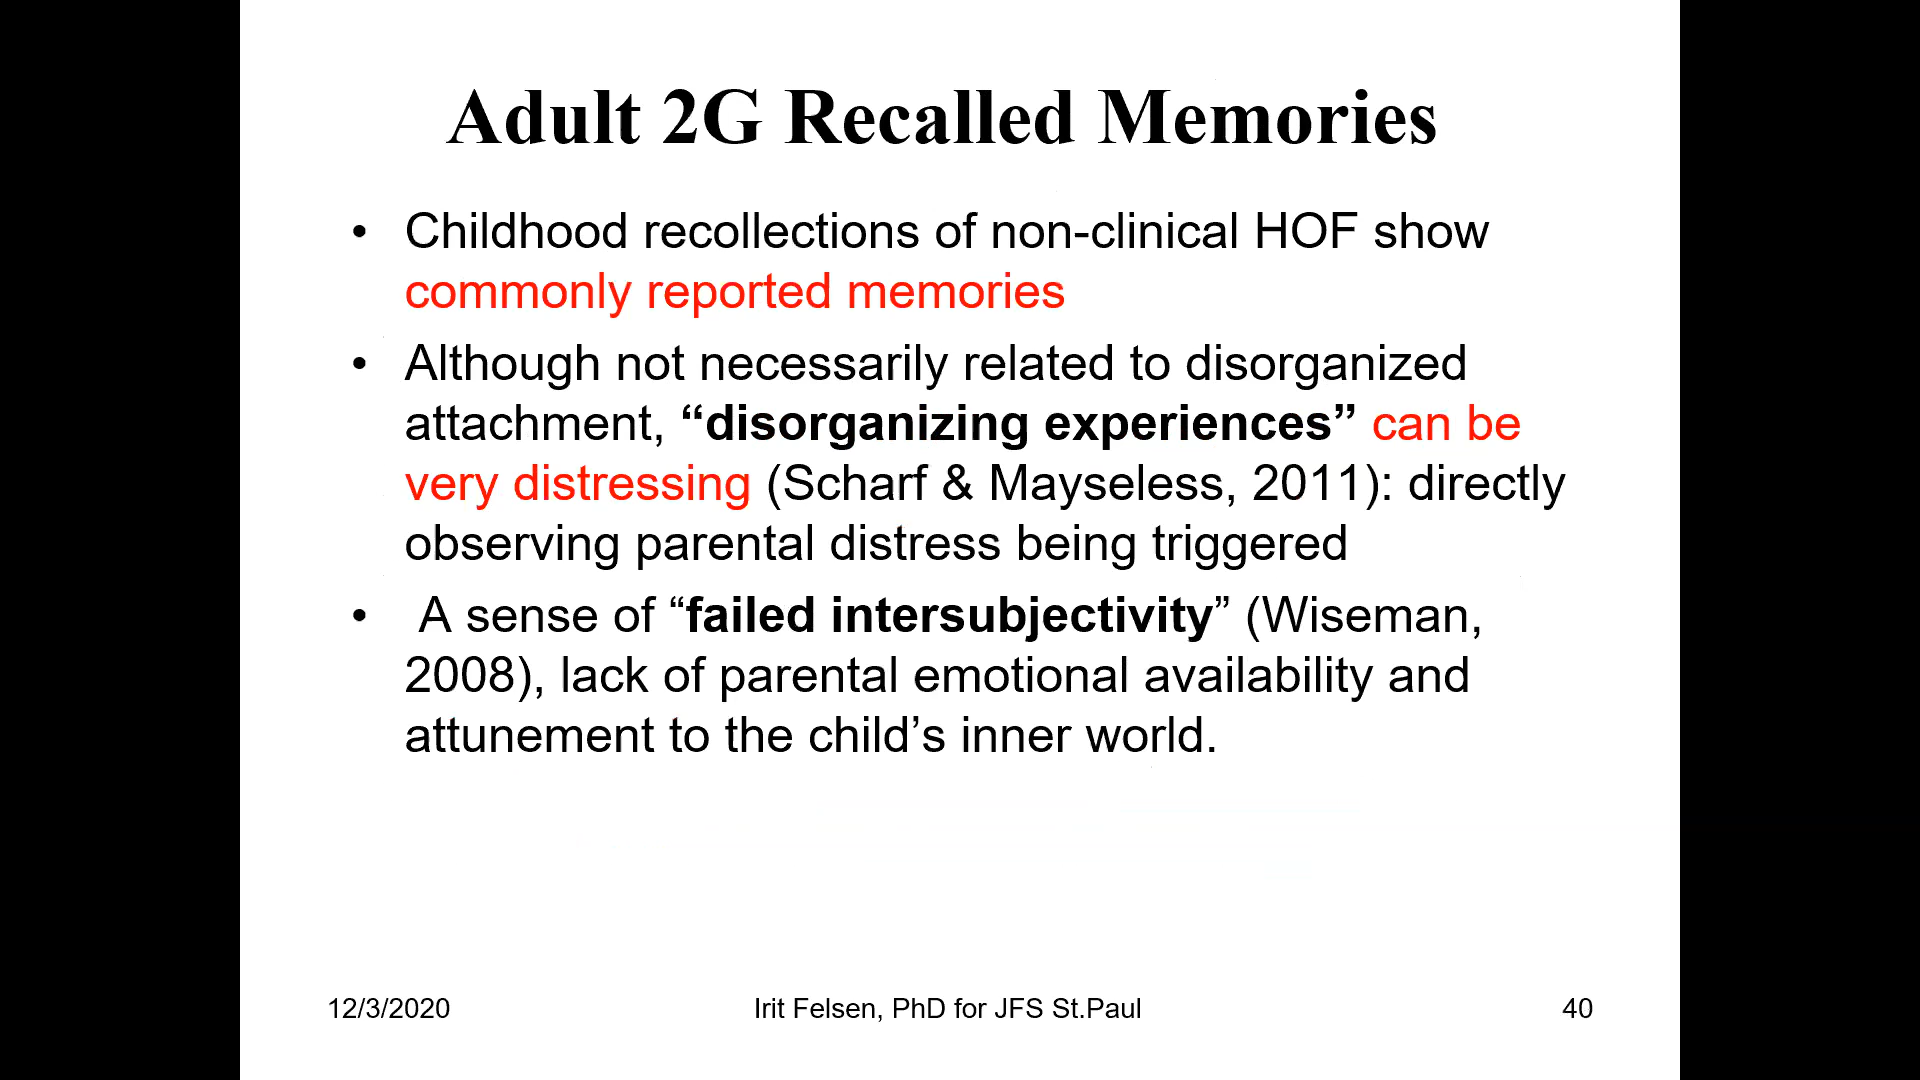 Adult 2G Recalled Memories
• Childhood recollections of non-clinical HOF show
commonly reported memories
• Although not necessarily related to disorganized
attachment, “disorganizing experiences” can be
very distressing (Scharf & Mayseless, 2011): directly
observing parental distress being triggered
• A sense of “failed intersubjectivity” (Wiseman,
2008), lack of parental emotional availability and
attunement to the child’s inner world.
12/3/2020 Irit Felsen, PhD for JFS St.Paul 40